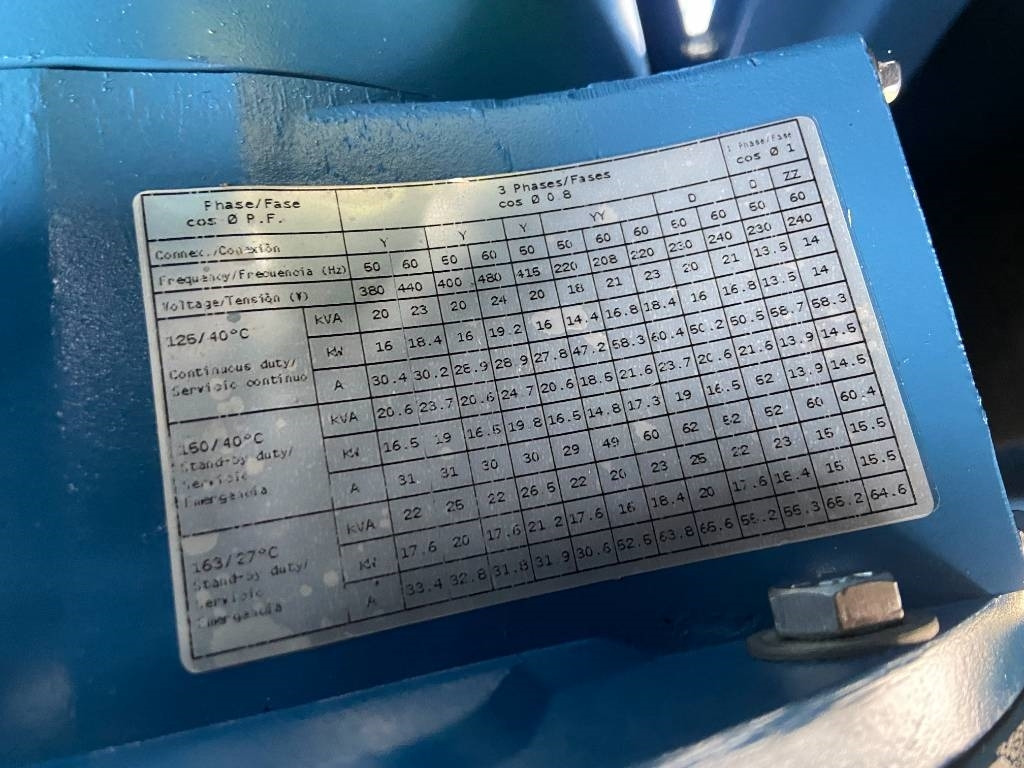 Phase/Fase
cos Ø P.F.
3 Phases/Fases
cos Ø 0.8
1 Phase/Fase
cos Ø 1
Connec./Conexión Y Y Y YY D D ZZ
Frequency/Frecuencia (Hz) 50 60 50 60 50 50 60 60 60 50 60
Voltage/Tensión (V) 380 440 400 480 415 220 208 220 230 240 230 240
125/40°C
Continuous duty/
Servicio continuo
kVA 20 23 20 24 20 18 21 23 20 21 13.5 14
kW 16 18.4 16 19.2 16 14.4 16.8 18.4 16 16.8 13.5 14
A 30.4 30.2 28.9 28.9 27.8 47.2 58.3 60.4 50.2 50.5 58.7 58.3
150/40°C
Stand-by duty/
Servicio
Emergencia
kVA 20.6 23.7 20.6 24.7 20.6 18.5 21.6 23.7 20.6 21.6 13.9 14.5
kW 16.5 19 16.5 19.8 16.5 14.8 17.3 19 16.5 52 13.9 14.5
A 31 31 30 30 29 49 60 62 52 52 60 60.4
163/27°C
Stand-by duty/
Servicio
Emergencia
kVA 22 25 22 26.5 22 20 23 25 22 23 15 15.5
kW 17.6 20 17.6 21.2 17.6 16 18.4 20 17.6 18.4 15 15.5
A 33.4 32.8 31.8 31.9 30.6 52.5 63.8 65.6 55.2 55.3 65.2 64.6